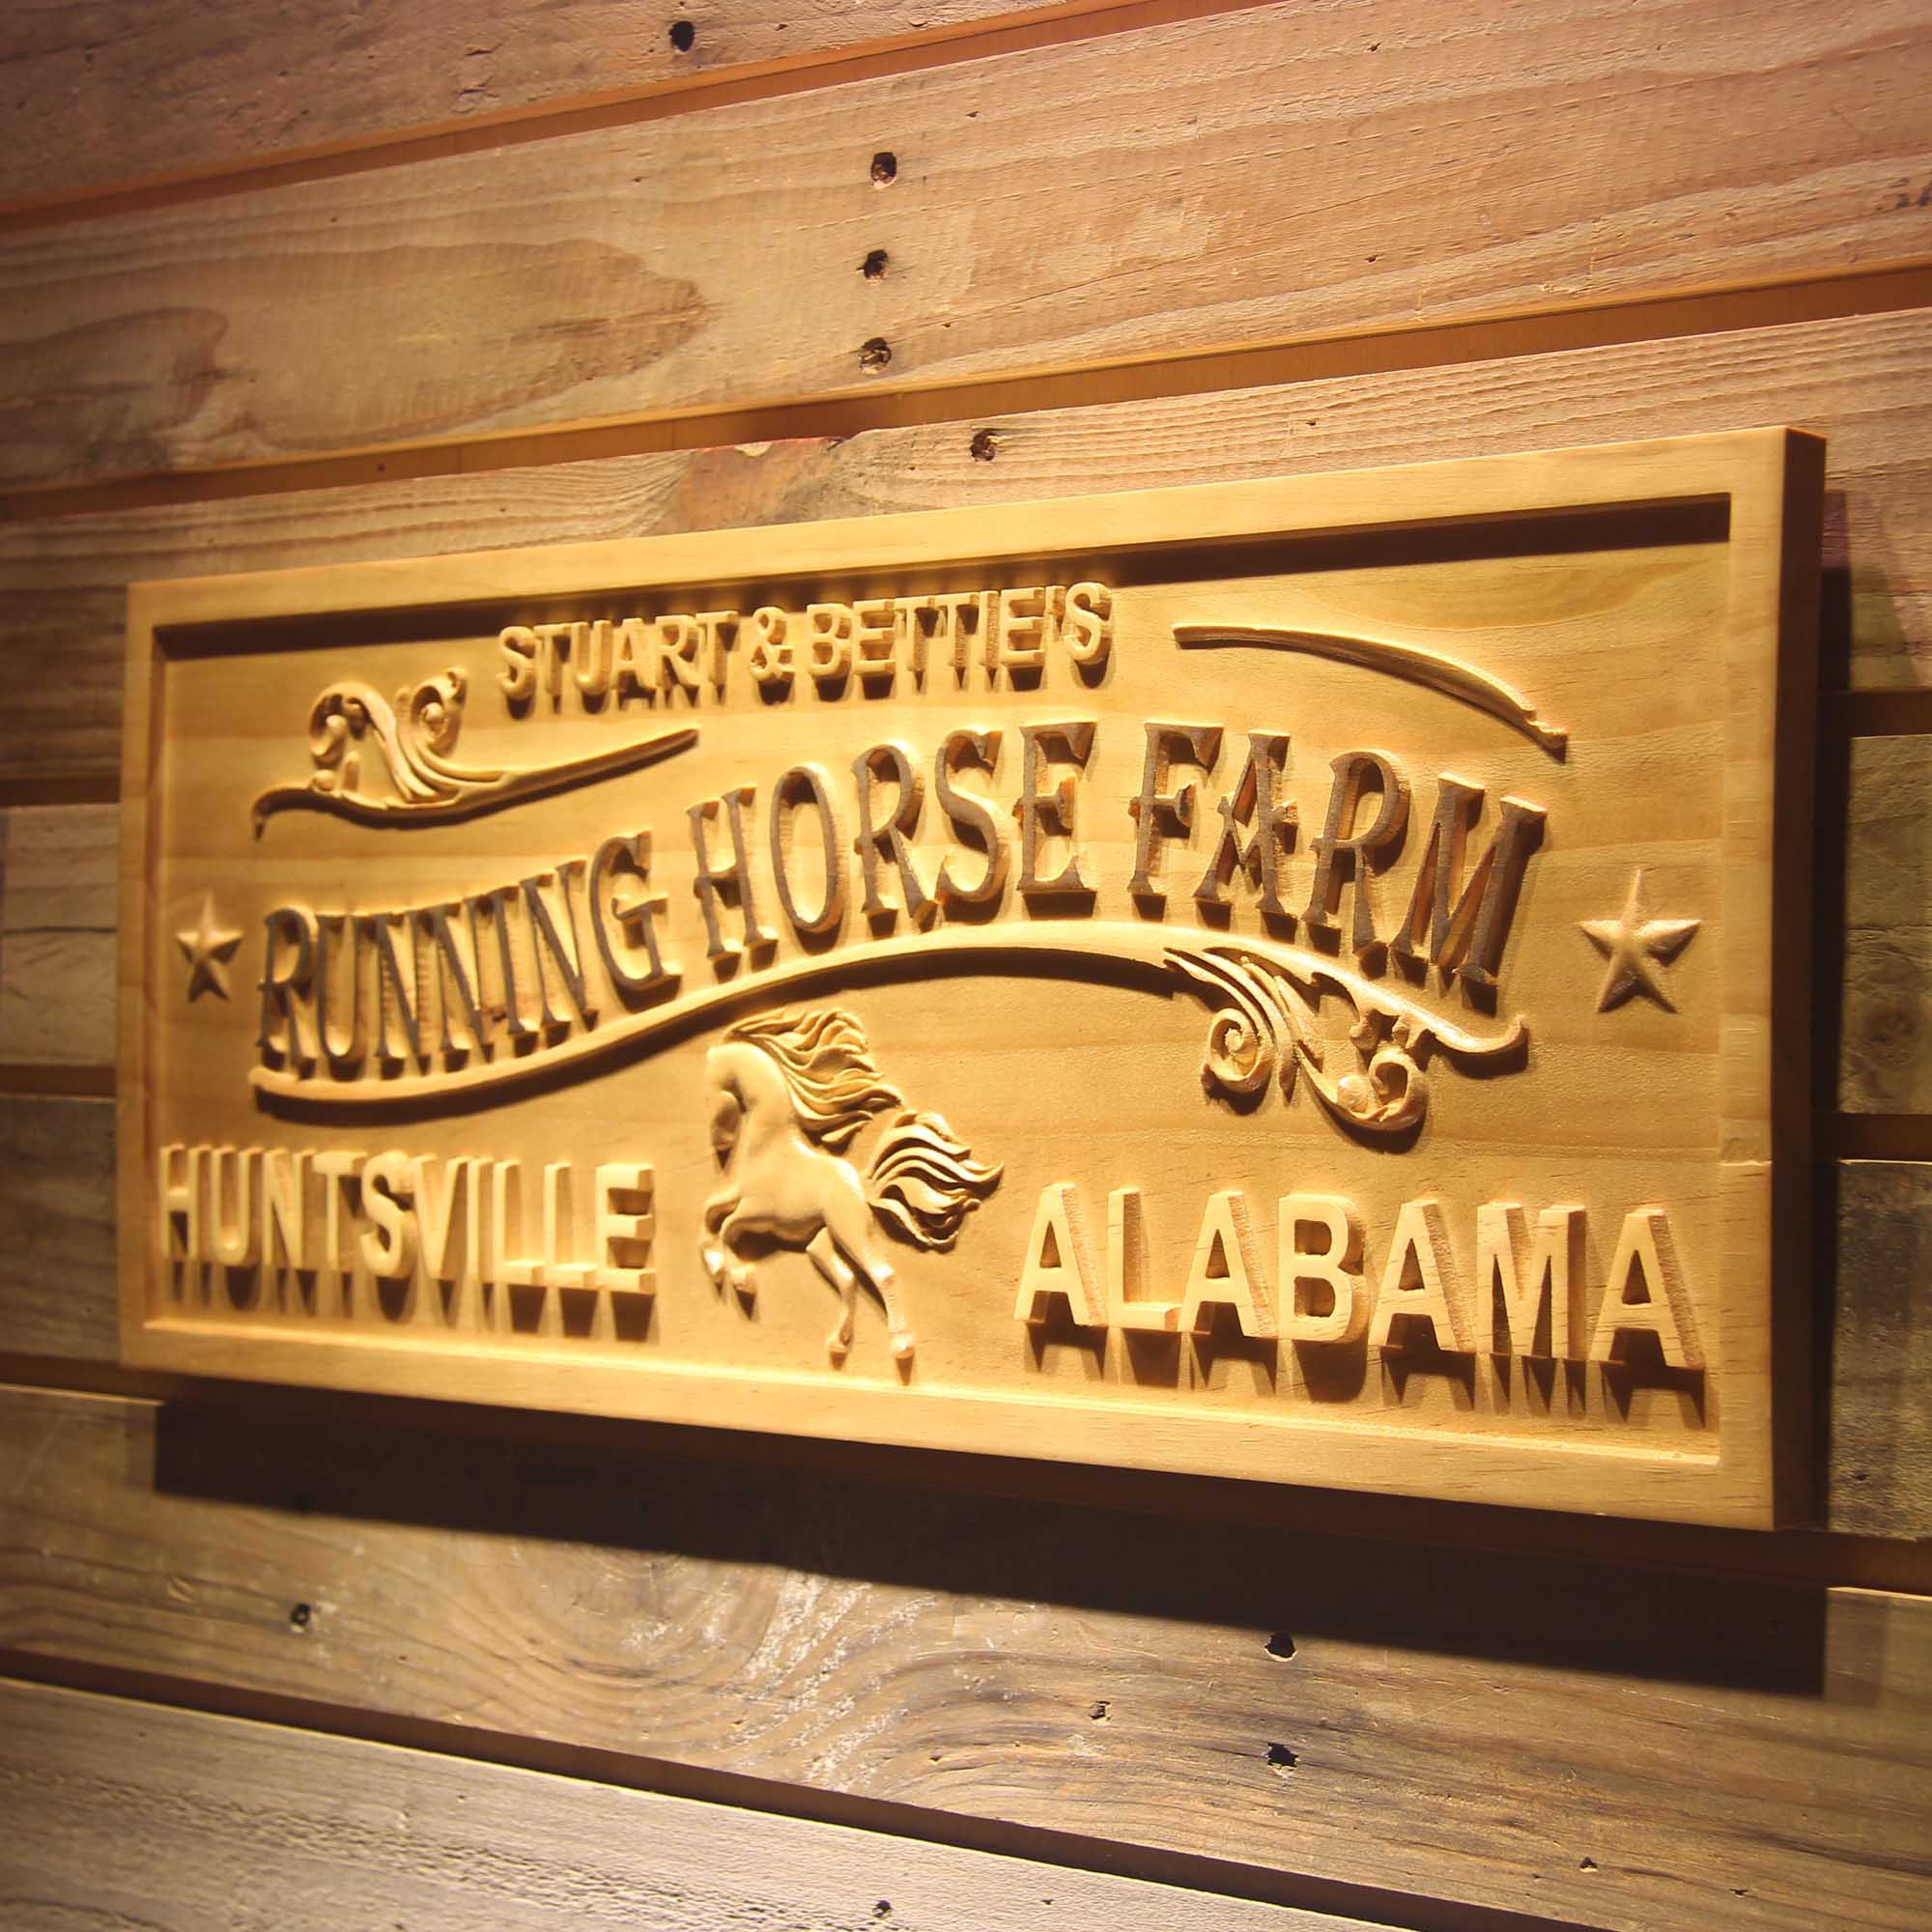 STUART & BETTIE'S
RUNNING HORSE FARM
HUNTSVILLE ALABAMA